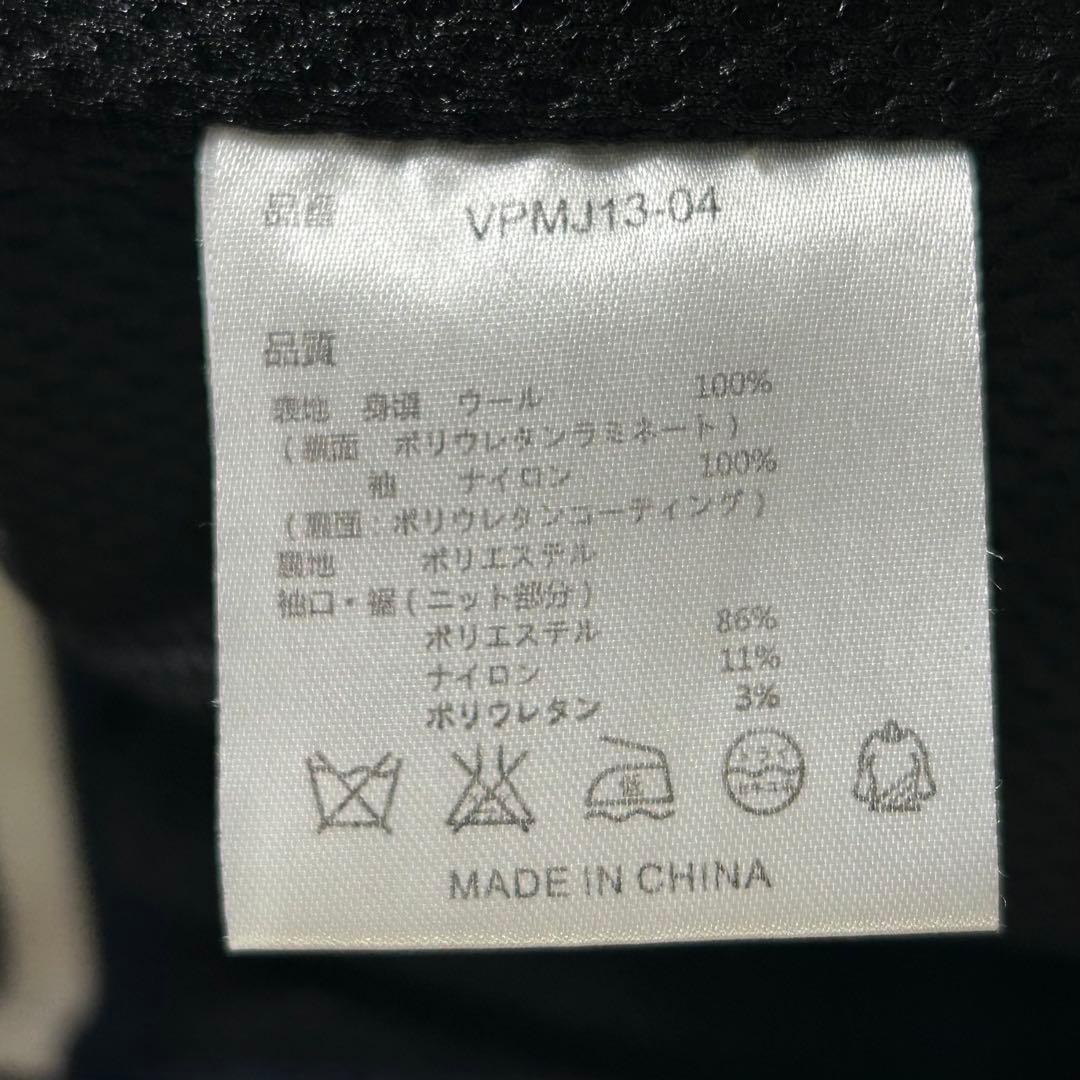 品番 VPMJ13-04
品質
表地 身頃 ウール 100%
(裏面 ポリウレタンラミネート)
袖 ナイロン 100%
(裏面:ポリウレタンコーティング)
裏地 ポリエステル
袖口・裾(ニット部分)
ポリエステル 86%
ナイロン 11%
ポリウレタン 3%
MADE IN CHINA